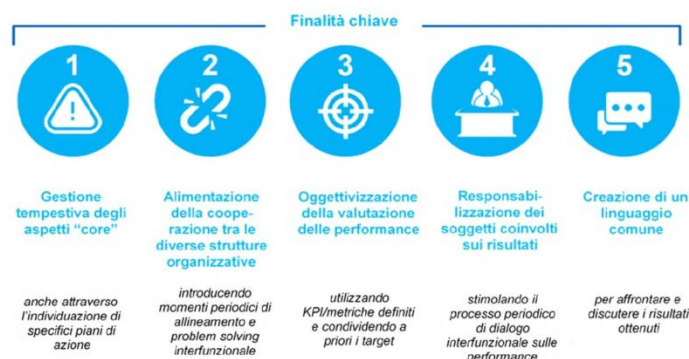 Finalità chiave
1
2
3
4
5
Gestione
tempestiva degli
aspetti “core”
Alimentazione
della coope-
razione tra le
diverse strutture
organizzative
Oggettivizzazione
della valutazione
delle performance
Responsabi-
lizzazione dei
soggetti coinvolti
sui risultati
Creazione di un
linguaggio
comune
anche attraverso
l'individuazione di
specifici piani di
azione
introducendo
momenti periodici di
allineamento e
problem solving
interfunzionale
utilizzando
KPI/metriche definiti
e condividendo a
priori i target
stimolando il
processo periodico
di dialogo
interfunzionale sulle
performance
per affrontare e
discutere i risultati
ottenuti